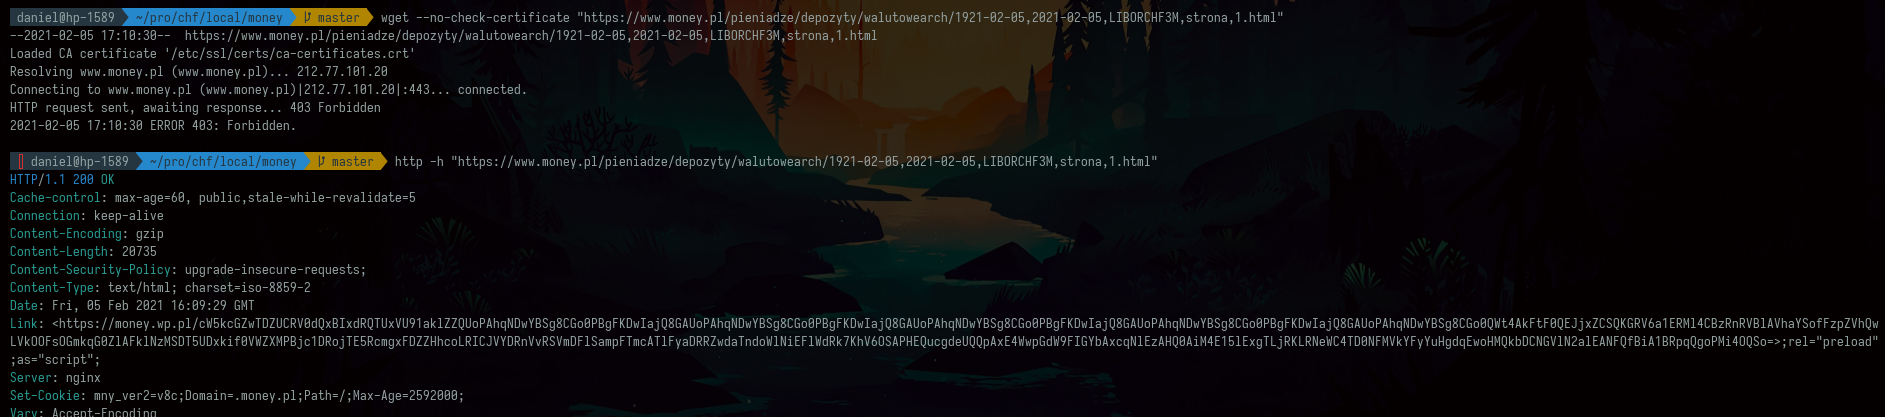 daniel@hp-1589 ~/pro/chf/local/money master wget --no-check-certificate "https://www.money.pl/pieniadze/depozyty/walutowearch/1921-02-05,2021-02-05,LIBORCHF3M,strona,1.html"
--2021-02-05 17:10:30-- https://www.money.pl/pieniadze/depozyty/walutowearch/1921-02-05,2021-02-05,LIBORCHF3M,strona,1.html
Loaded CA certificate '/etc/ssl/certs/ca-certificates.crt'
Resolving www.money.pl (www.money.pl)... 212.77.101.20
Connecting to www.money.pl (www.money.pl)|212.77.101.20|:443... connected.
HTTP request sent, awaiting response... 403 Forbidden
2021-02-05 17:10:30 ERROR 403: Forbidden.
daniel@hp-1589 ~/pro/chf/local/money master http -h "https://www.money.pl/pieniadze/depozyty/walutowearch/1921-02-05,2021-02-05,LIBORCHF3M,strona,1.html"
HTTP/1.1 200 OK
Cache-control: max-age=60, public,stale-while-revalidate=5
Connection: keep-alive
Content-Encoding: gzip
Content-Length: 20735
Content-Security-Policy: upgrade-insecure-requests;
Content-Type: text/html; charset=iso-8859-2
Date: Fri, 05 Feb 2021 16:09:29 GMT
Link:
;as="script";
Server: nginx
Set-Cookie: mny_ver2=v8c;Domain=.money.pl;Path=/;Max-Age=2592000;
Vary: Accept-Encoding